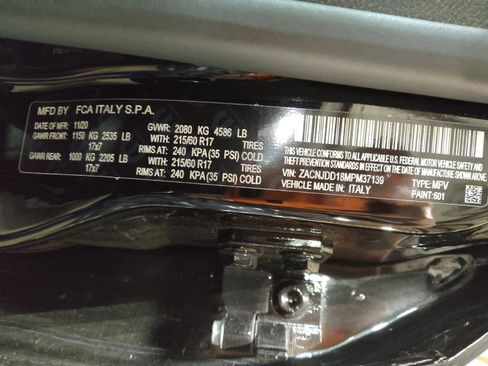 MFD BY FCA ITALY S.P.A.
DATE OF MFR: 11/20 GVWR: 2080 KG 4586 LB
GAWR FRONT: 1150 KG 2535 LB WITH: 215/60 R17 TIRES
17x7 RIMS AT: 240 KPA (35 PSI) COLD
GAWR REAR: 1000 KG 2205 LB WITH: 215/60 R17 TIRES
17x7 RIMS AT: 240 KPA (35 PSI) COLD
THIS VEHICLE CONFORMS TO ALL APPLICABLE
U.S.A. FEDERAL MOTOR VEHICLE SAFETY, BUMPER
AND THEFT PREVENTION STANDARDS IN EFFECT ON THE DATE
OF MANUFACTURE SHOWN ABOVE.
VIN: ZACNJDD18MPM37139 TYPE: MPV
VEHICLE MADE IN: ITALY PAINT: 601